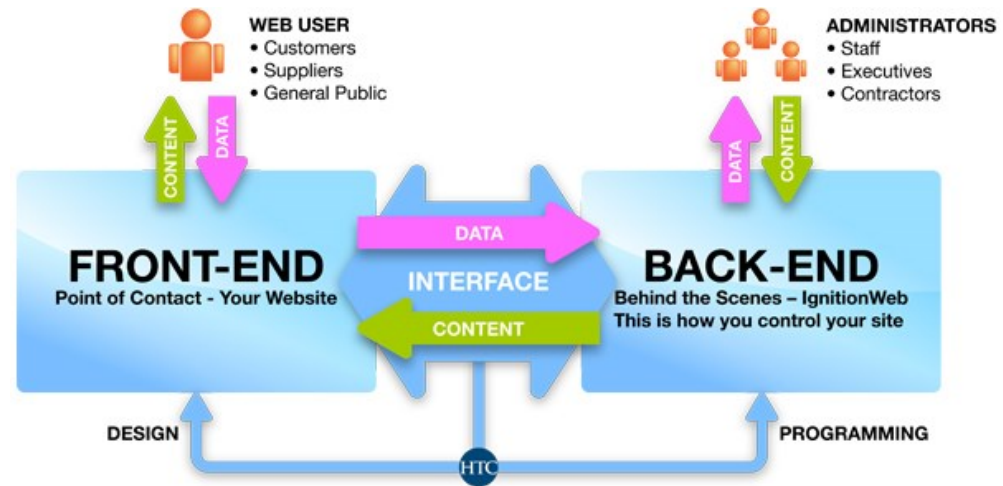 WEB USER
• Customers
• Suppliers
• General Public
ADMINISTRATORS
• Staff
• Executives
• Contractors
CONTENT
DATA
DATA
CONTENT
FRONT-END
Point of Contact - Your Website
DATA
INTERFACE
CONTENT
BACK-END
Behind the Scenes – IgnitionWeb
This is how you control your site
DESIGN
HTC
PROGRAMMING